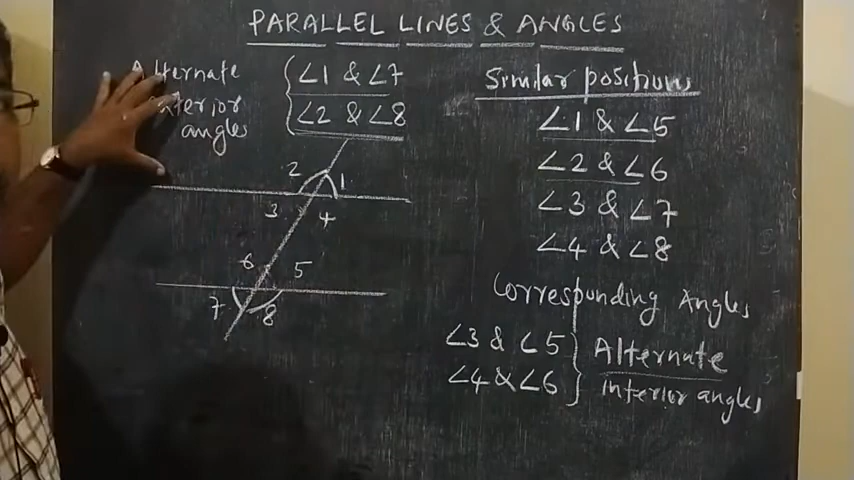 PARALLEL LINES & ANGLES
Alternate
interior
angles
∠1 & ∠7
∠2 & ∠8
2
1
3
4
6
5
7
8
Similar positions
∠1 & ∠5
∠2 & ∠6
∠3 & ∠7
∠4 & ∠8
Corresponding Angles
∠3 & ∠5
∠4 & ∠6
Alternate
interior angles